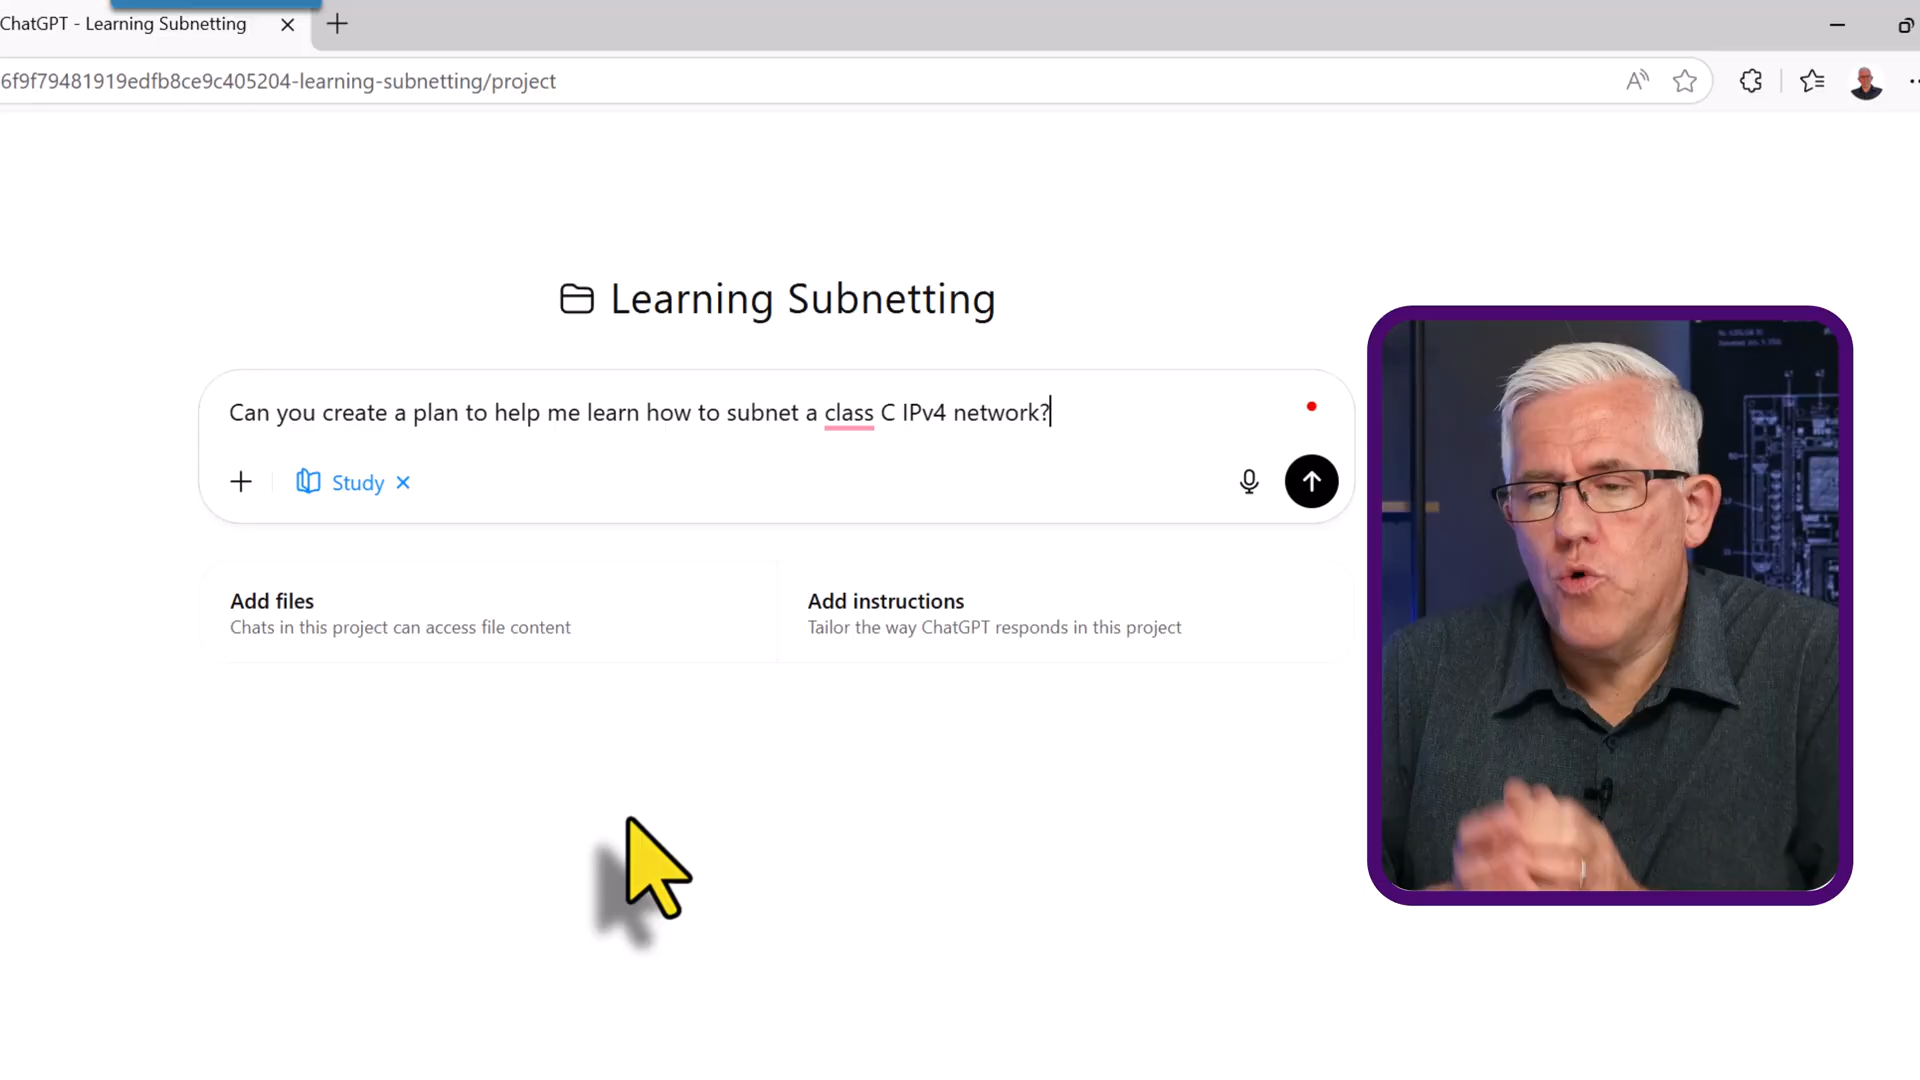 ChatGPT - Learning Subnetting
6f9f79481919edfb8ce9c405204-learning-subnetting/project
Learning Subnetting
Can you create a plan to help me learn how to subnet a class C IPv4 network?
Study
Add files
Chats in this project can access file content
Add instructions
Tailor the way ChatGPT responds in this project